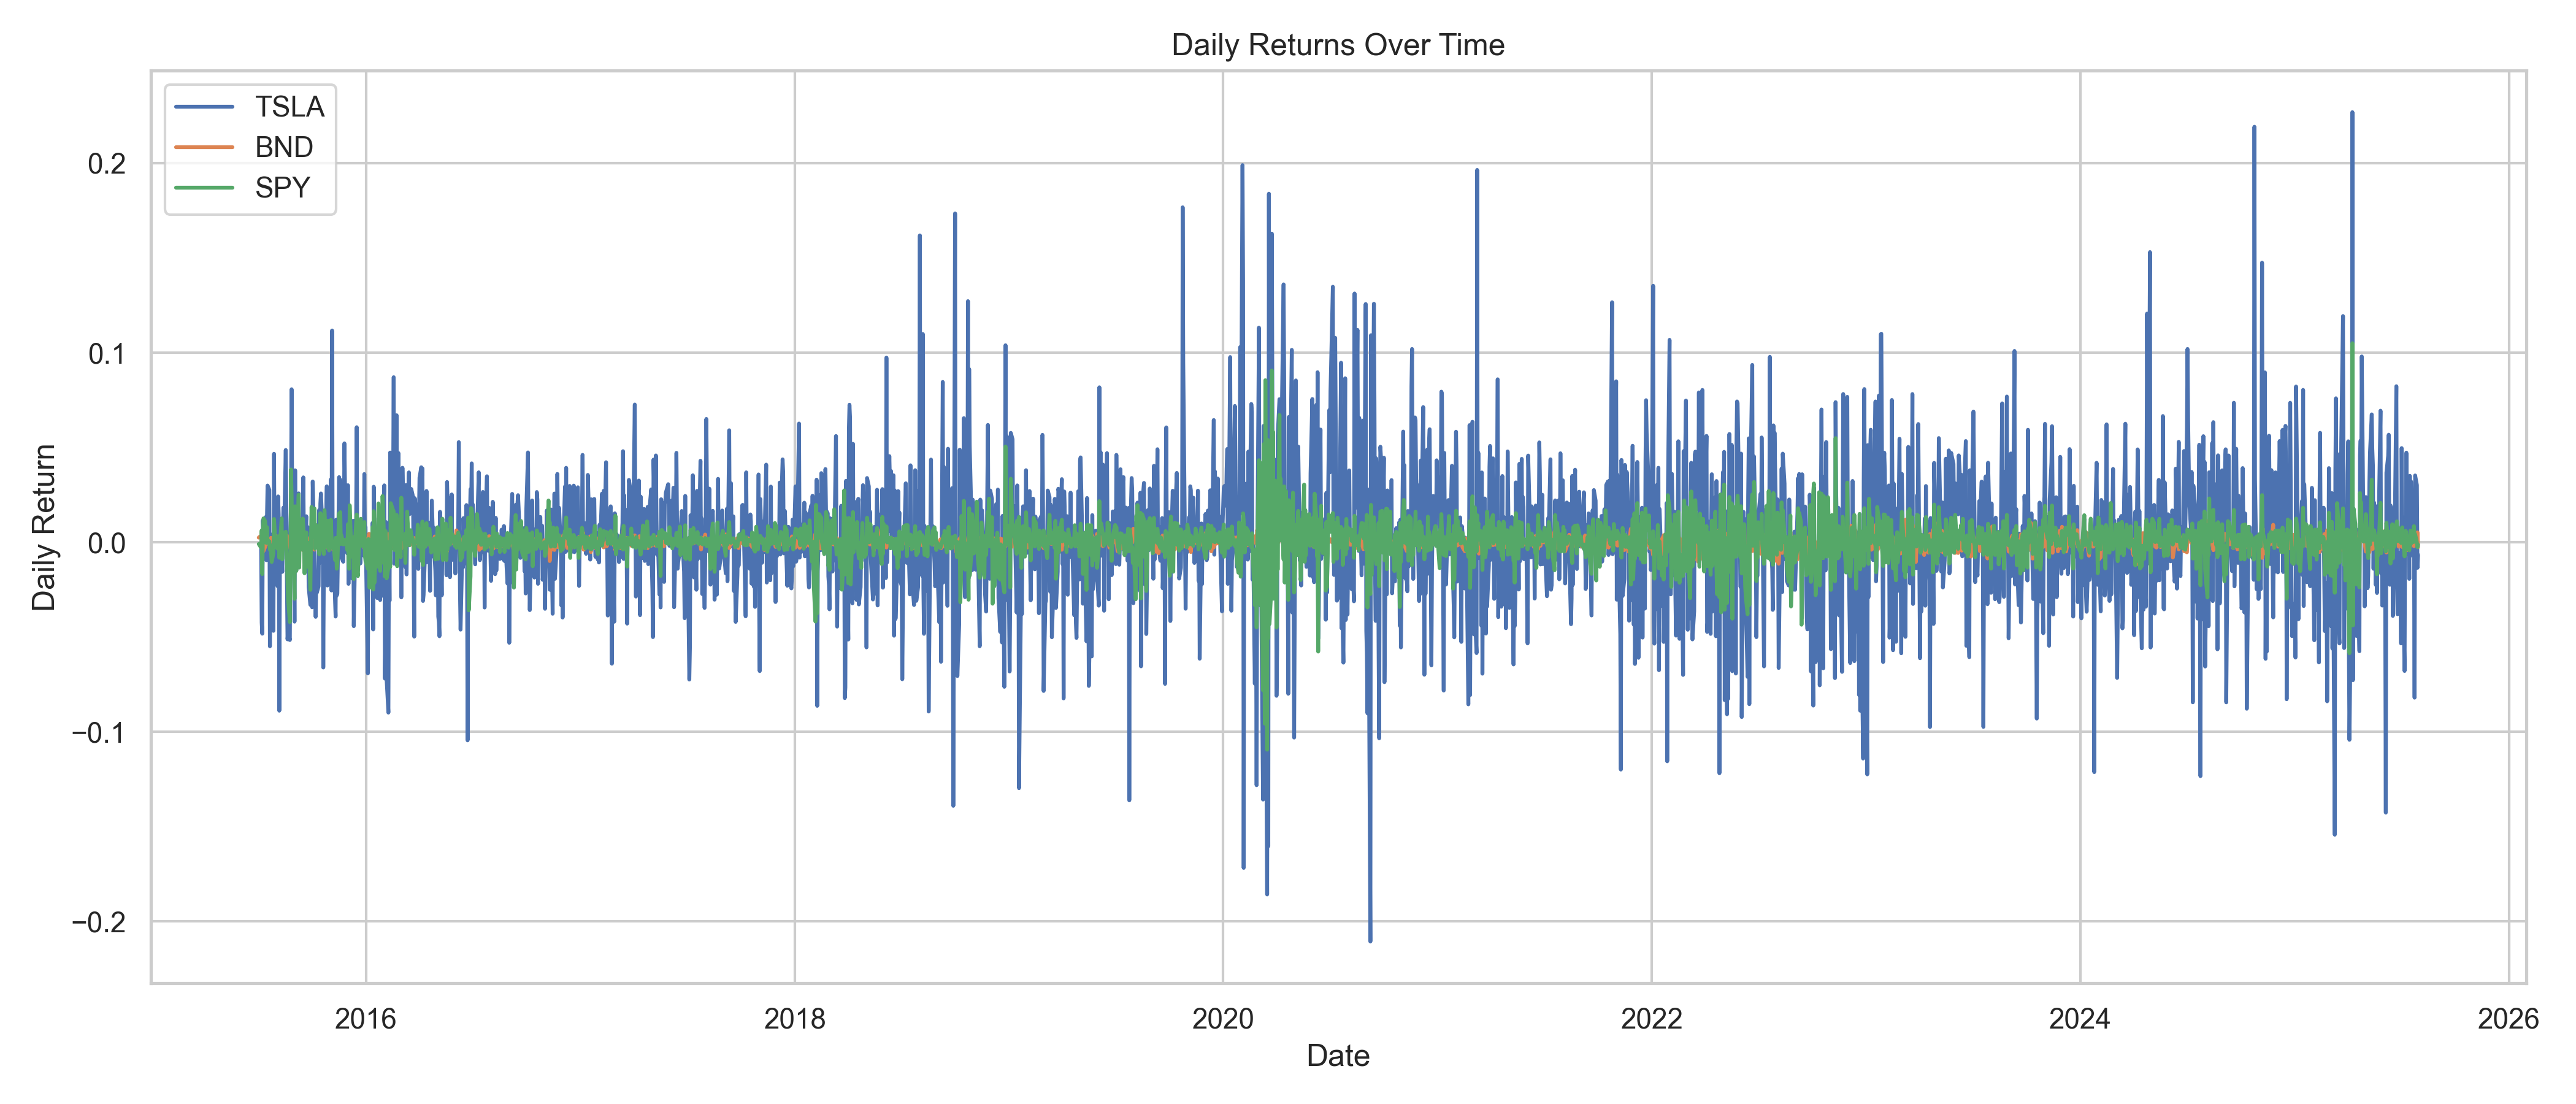 Daily Returns Over Time
TSLA
BND
SPY
0.2
0.1
0.0
−0.1
−0.2
Daily Return
2016
2018
2020
2022
2024
2026
Date